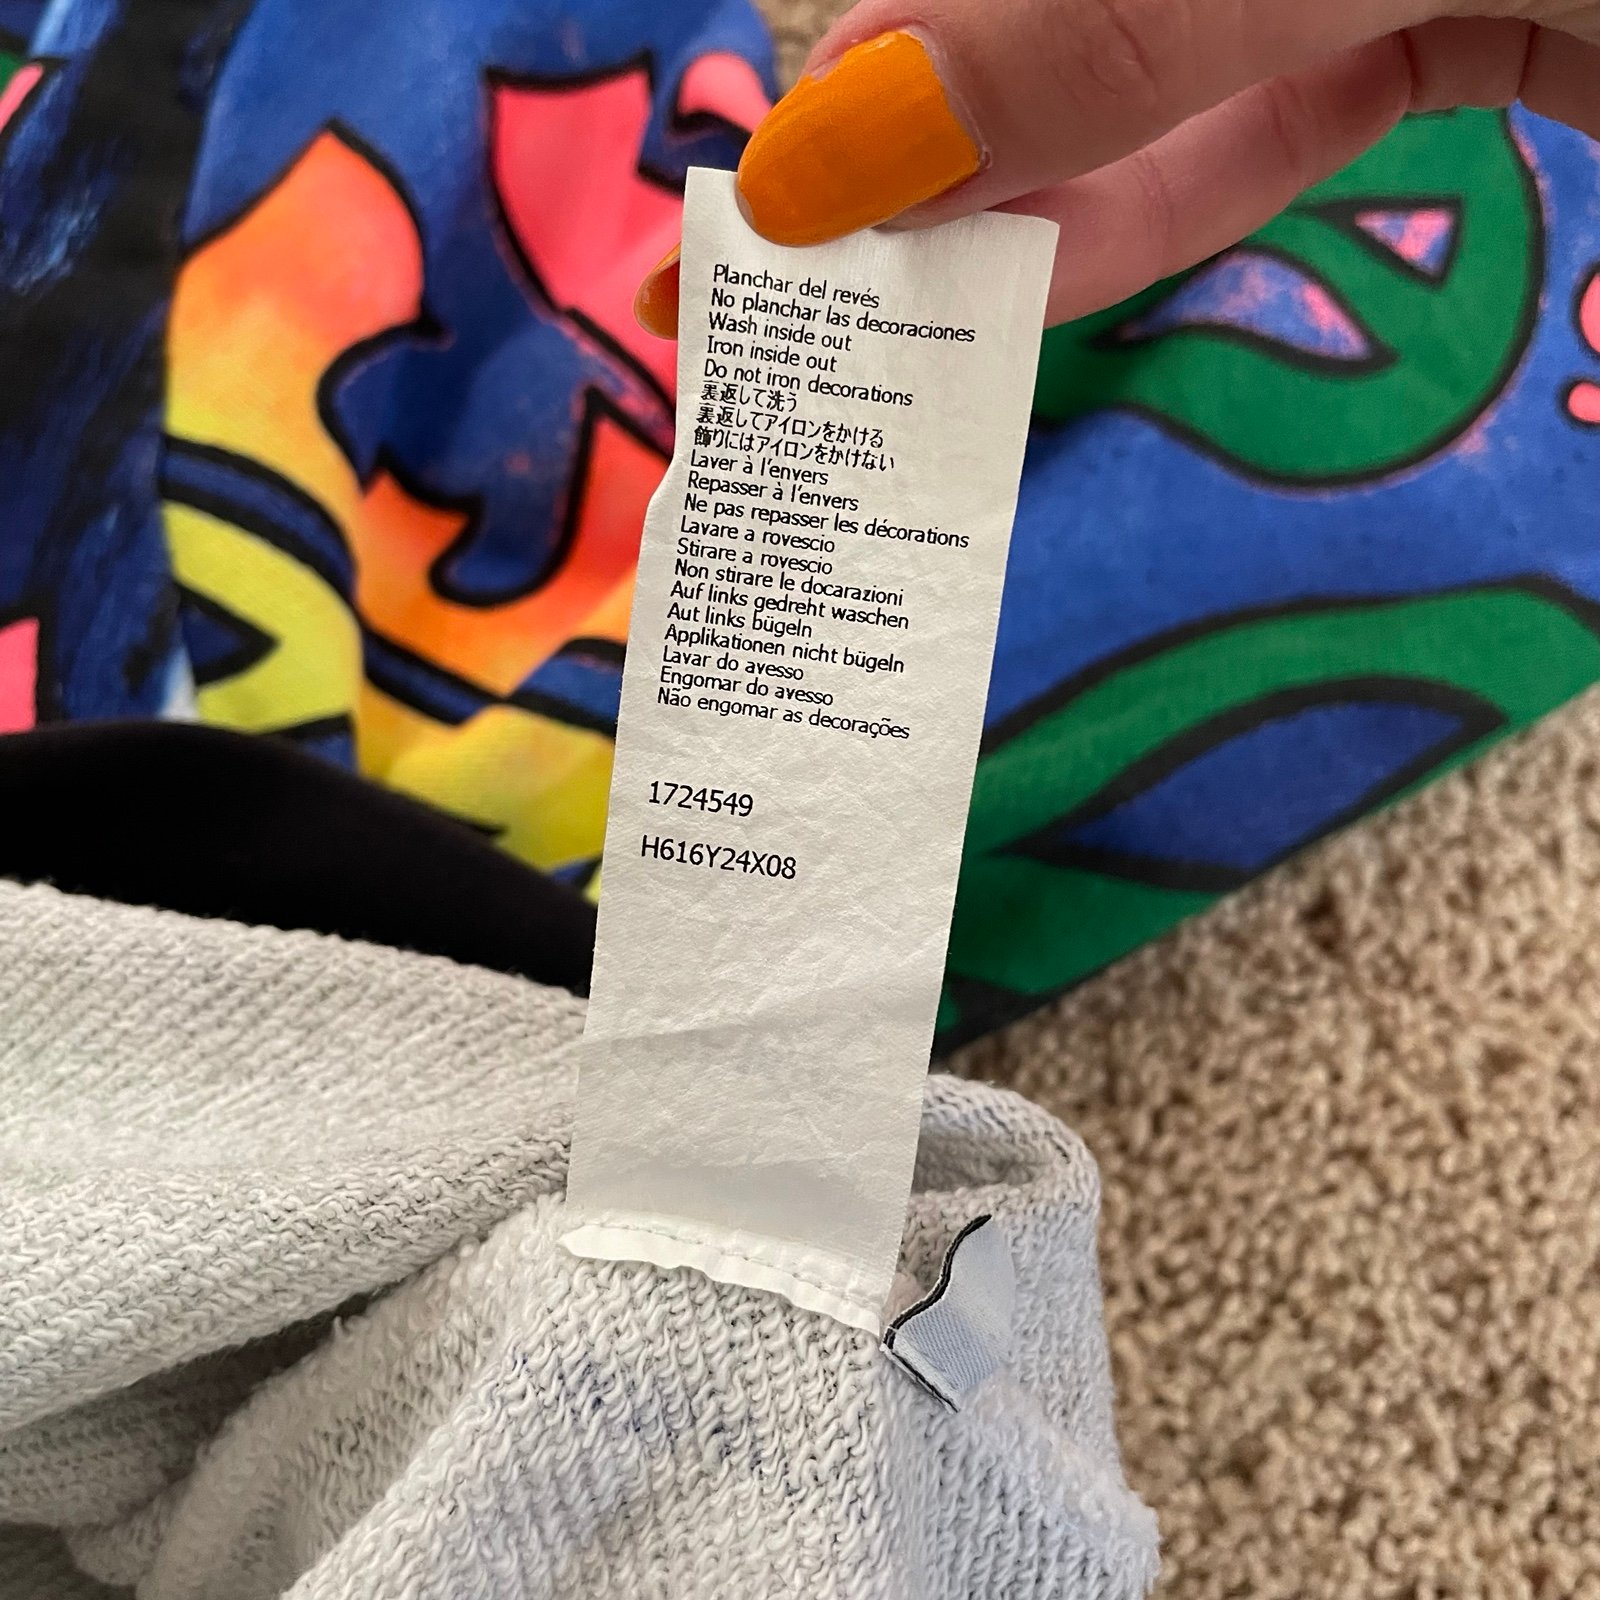 Planchar del revés
No planchar las decoraciones
Wash inside out
Iron inside out
Do not iron decorations
裏返して洗う
裏返してアイロンをかける
飾りにはアイロンをかけない
Laver à l'envers
Repasser à l'envers
Ne pas repasser les décorations
Lavare a rovescio
Stirare a rovescio
Non stirare le docarazioni
Auf links gedreht waschen
Aut links bügeln
Applikationen nicht bügeln
Lavar do avesso
Engomar do avesso
Não engomar as decorações
1724549
H616Y24X08